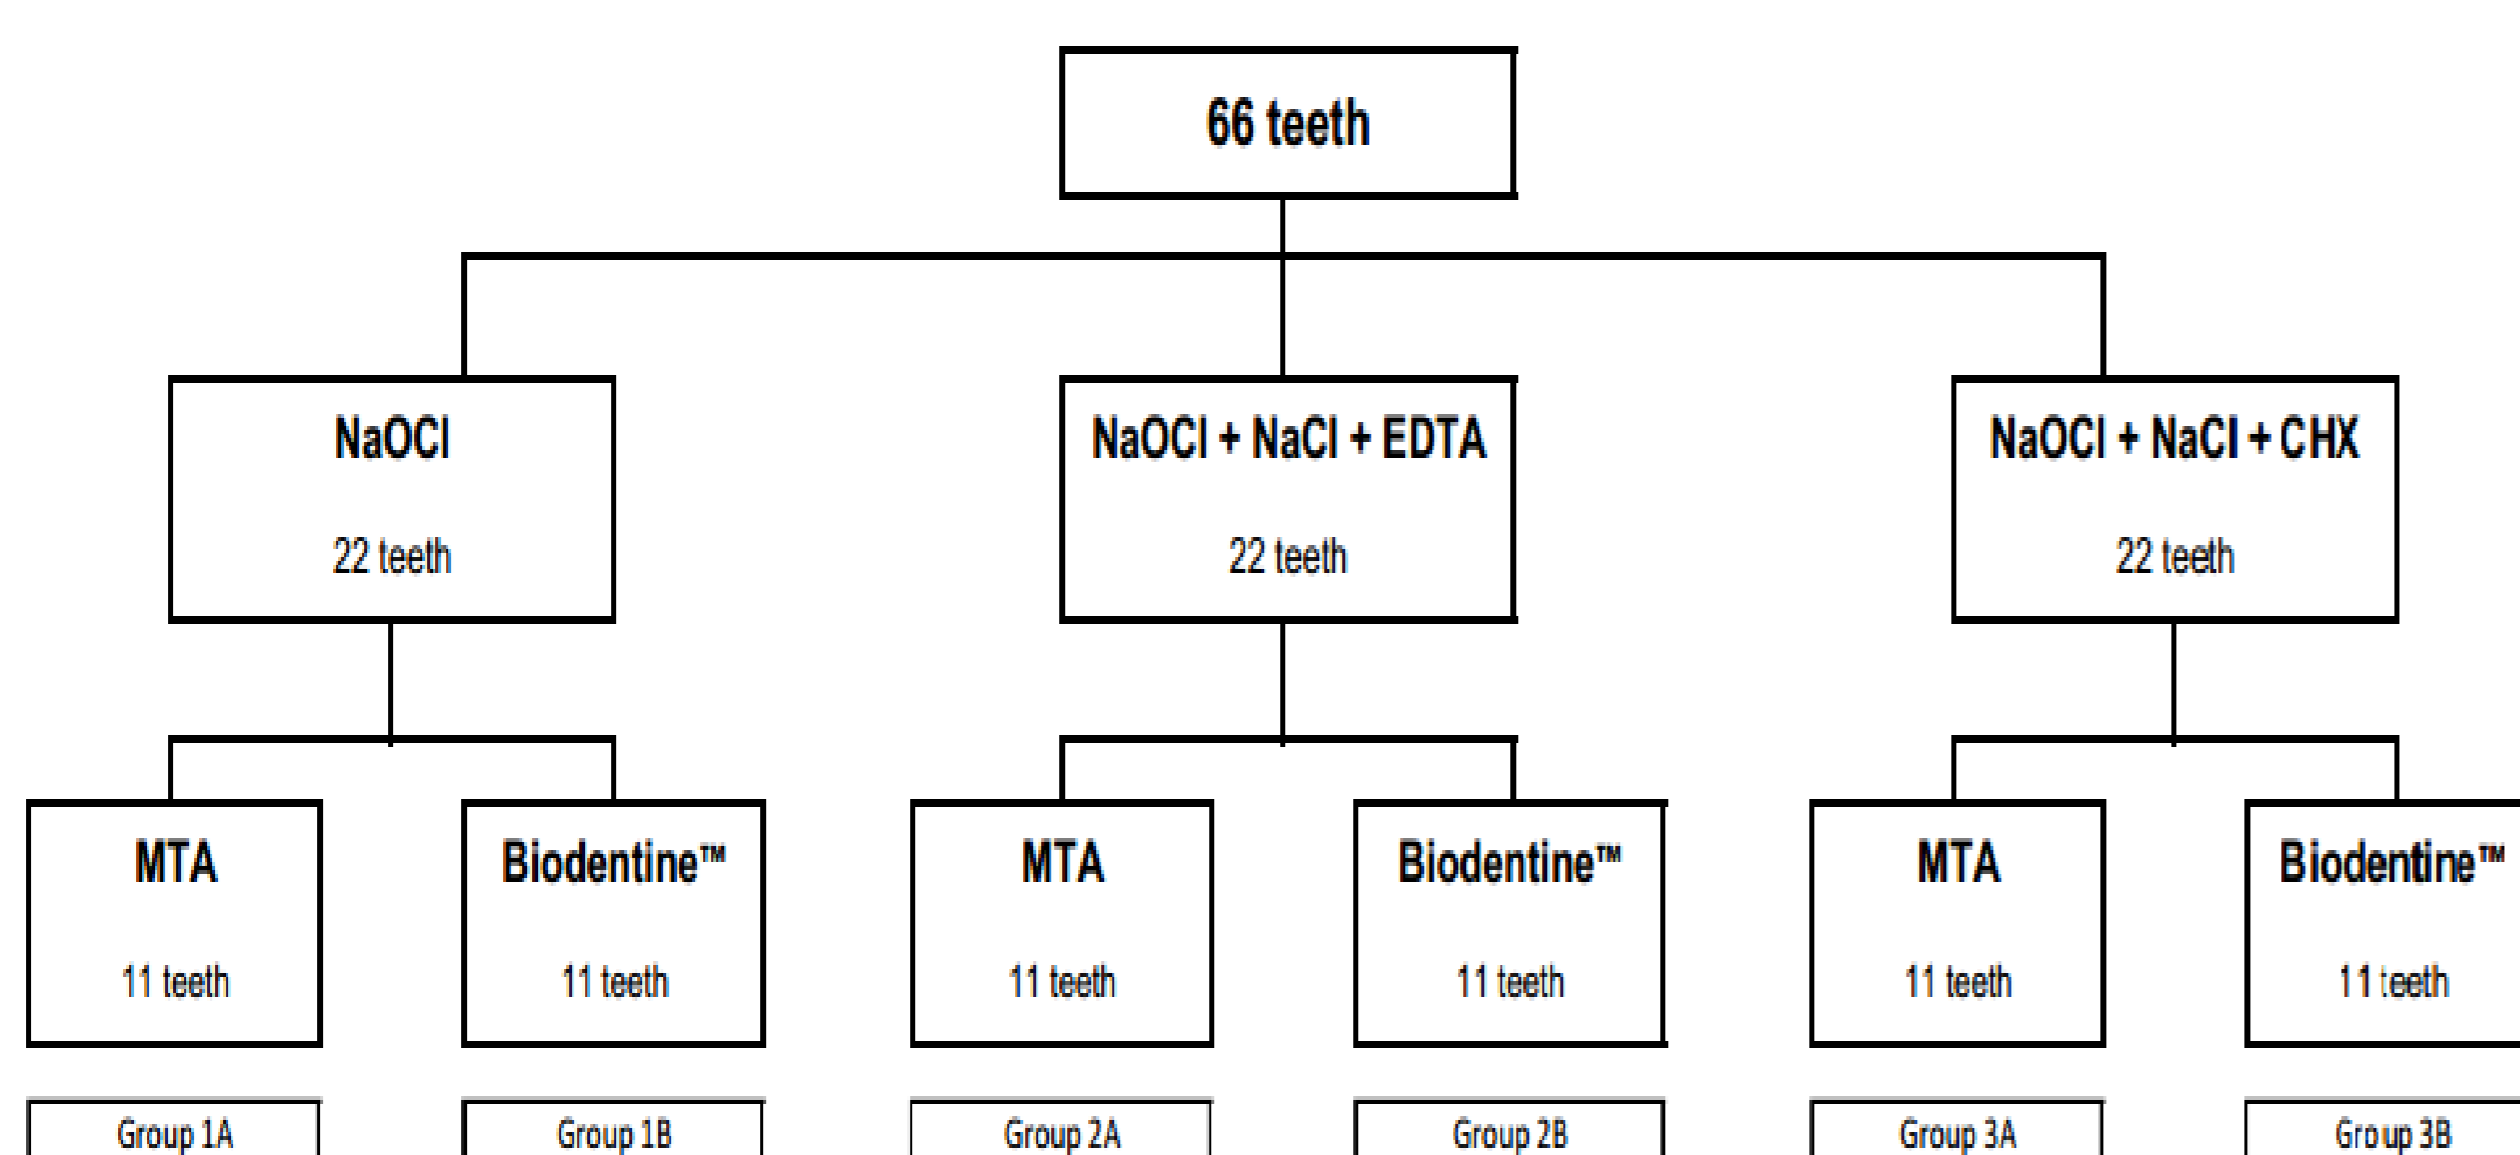 66 teeth
NaOCl
22 teeth
NaOCl + NaCl + EDTA
22 teeth
NaOCl + NaCl + CHX
22 teeth
MTA
11 teeth
Biodentine™
11 teeth
MTA
11 teeth
Biodentine™
11 teeth
MTA
11 teeth
Biodentine™
11 teeth
Group 1A
Group 1B
Group 2A
Group 2B
Group 3A
Group 3B